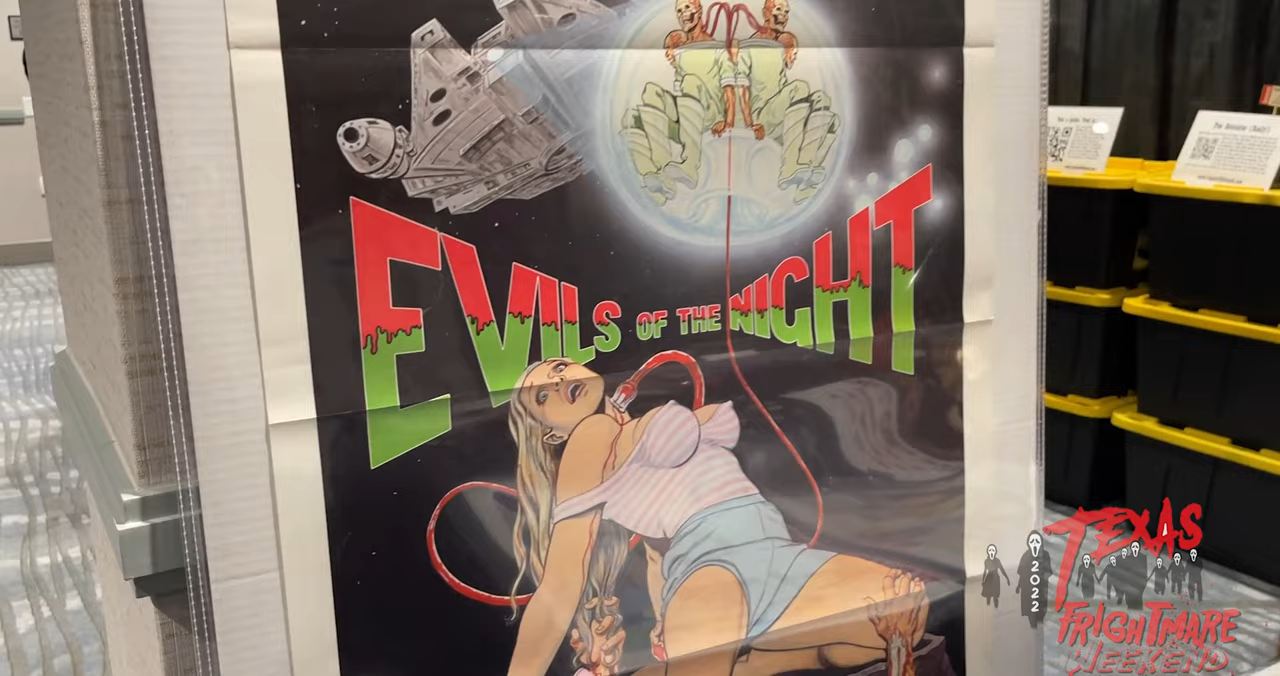 EVILS OF THE NIGHT
TEXAS
FRIGHTMARE
WEEKEND
2022